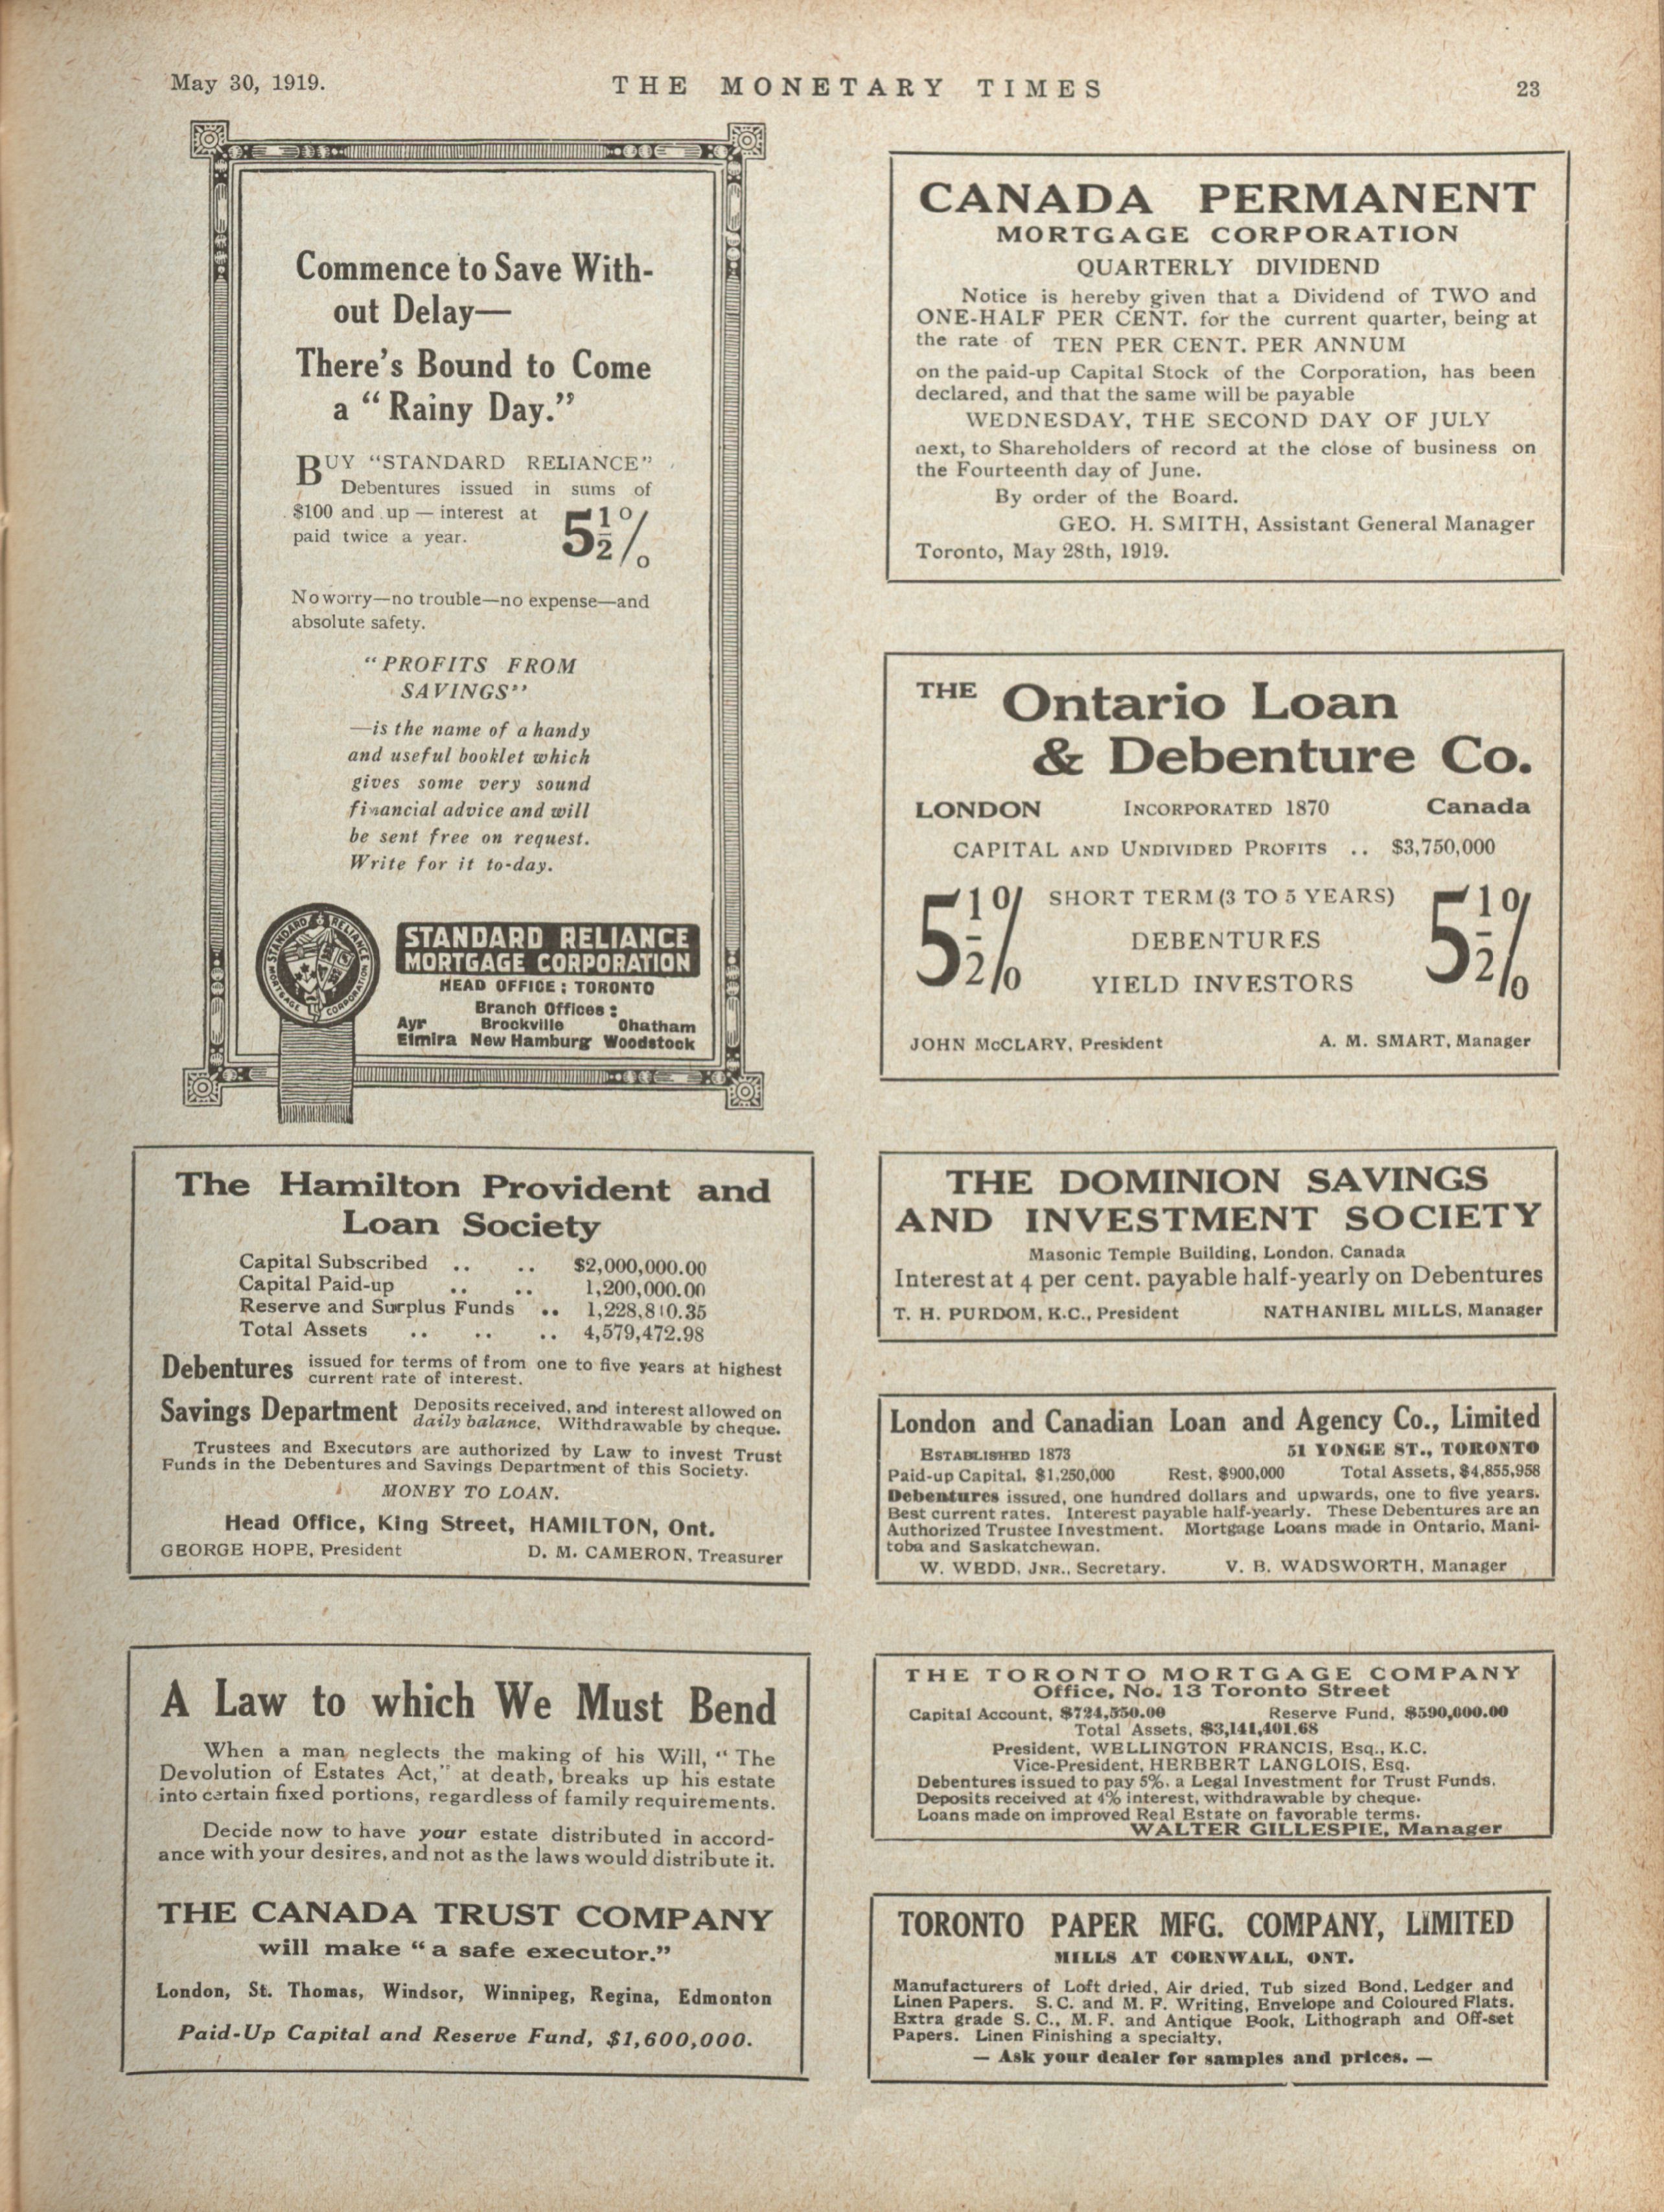 May 30, 1919.
THE MONETARY TIMES
23
Commence to Save With-
out Delay—
There's Bound to Come
a "Rainy Day."
BUY "STANDARD RELIANCE"
Debentures issued in sums of
$100 and up — interest at
paid twice a year.
5½%
No worry—no trouble—no expense—and
absolute safety.
"PROFITS FROM
SAVINGS"
—is the name of a handy
and useful booklet which
gives some very sound
financial advice and will
be sent free on request.
Write for it to-day.
STANDARD RELIANCE
MORTGAGE CORPORATION
STANDARD RELIANCE
MORTGAGE CORPORATION
HEAD OFFICE: TORONTO
Branch Offices:
Ayr Brockville Chatham
Elmira New Hamburg Woodstock
The Hamilton Provident and
Loan Society
Capital Subscribed .. .. $2,000,000.00
Capital Paid-up .. .. 1,200,000.00
Reserve and Surplus Funds .. 1,228,810.35
Total Assets .. .. .. 4,579,472.98
Debentures issued for terms of from one to five years at highest
current rate of interest.
Savings Department Deposits received, and interest allowed on
daily balance. Withdrawable by cheque.
Trustees and Executors are authorized by Law to invest Trust
Funds in the Debentures and Savings Department of this Society.
MONEY TO LOAN.
Head Office, King Street, HAMILTON, Ont.
GEORGE HOPE, President D. M. CAMERON, Treasurer
A Law to which We Must Bend
When a man neglects the making of his Will, "The
Devolution of Estates Act," at death, breaks up his estate
into certain fixed portions, regardless of family requirements.
Decide now to have your estate distributed in accord-
ance with your desires, and not as the laws would distribute it.
THE CANADA TRUST COMPANY
will make "a safe executor."
London, St. Thomas, Windsor, Winnipeg, Regina, Edmonton
Paid-Up Capital and Reserve Fund, $1,600,000.
CANADA PERMANENT
MORTGAGE CORPORATION
QUARTERLY DIVIDEND
Notice is hereby given that a Dividend of TWO and
ONE-HALF PER CENT. for the current quarter, being at
the rate of TEN PER CENT. PER ANNUM
on the paid-up Capital Stock of the Corporation, has been
declared, and that the same will be payable
WEDNESDAY, THE SECOND DAY OF JULY
next, to Shareholders of record at the close of business on
the Fourteenth day of June.
By order of the Board.
GEO. H. SMITH, Assistant General Manager
Toronto, May 28th, 1919.
THE Ontario Loan
& Debenture Co.
LONDON INCORPORATED 1870 Canada
CAPITAL AND UNDIVIDED PROFITS .. $3,750,000
5½% SHORT TERM (3 TO 5 YEARS) 5½%
DEBENTURES
YIELD INVESTORS
JOHN McCLARY, President A. M. SMART, Manager
THE DOMINION SAVINGS
AND INVESTMENT SOCIETY
Masonic Temple Building, London, Canada
Interest at 4 per cent. payable half-yearly on Debentures
T. H. PURDOM, K.C., President NATHANIEL MILLS, Manager
London and Canadian Loan and Agency Co., Limited
ESTABLISHED 1873 51 YONGE ST., TORONTO
Paid-up Capital, $1,250,000 Rest, $900,000 Total Assets, $4,855,958
Debentures issued, one hundred dollars and upwards, one to five years.
Best current rates. Interest payable half-yearly. These Debentures are an
Authorized Trustee Investment. Mortgage Loans made in Ontario, Mani-
toba and Saskatchewan.
W. WEDD, JNR., Secretary. V. B. WADSWORTH, Manager
THE TORONTO MORTGAGE COMPANY
Office, No. 13 Toronto Street
Capital Account, $724,550.00 Reserve Fund, $590,000.00
Total Assets, $3,141,401.68
President, WELLINGTON FRANCIS, Esq., K.C.
Vice-President, HERBERT LANGLOIS, Esq.
Debentures issued to pay 5%, a Legal Investment for Trust Funds.
Deposits received at 4% interest, withdrawable by cheque.
Loans made on improved Real Estate on favorable terms.
WALTER GILLESPIE, Manager
TORONTO PAPER MFG. COMPANY, LIMITED
MILLS AT CORNWALL, ONT.
Manufacturers of Loft dried, Air dried, Tub sized Bond, Ledger and
Linen Papers. S. C. and M. F. Writing, Envelope and Coloured Flats.
Extra grade S. C., M. F. and Antique Book, Lithograph and Off-set
Papers. Linen Finishing a specialty.
— Ask your dealer for samples and prices. —